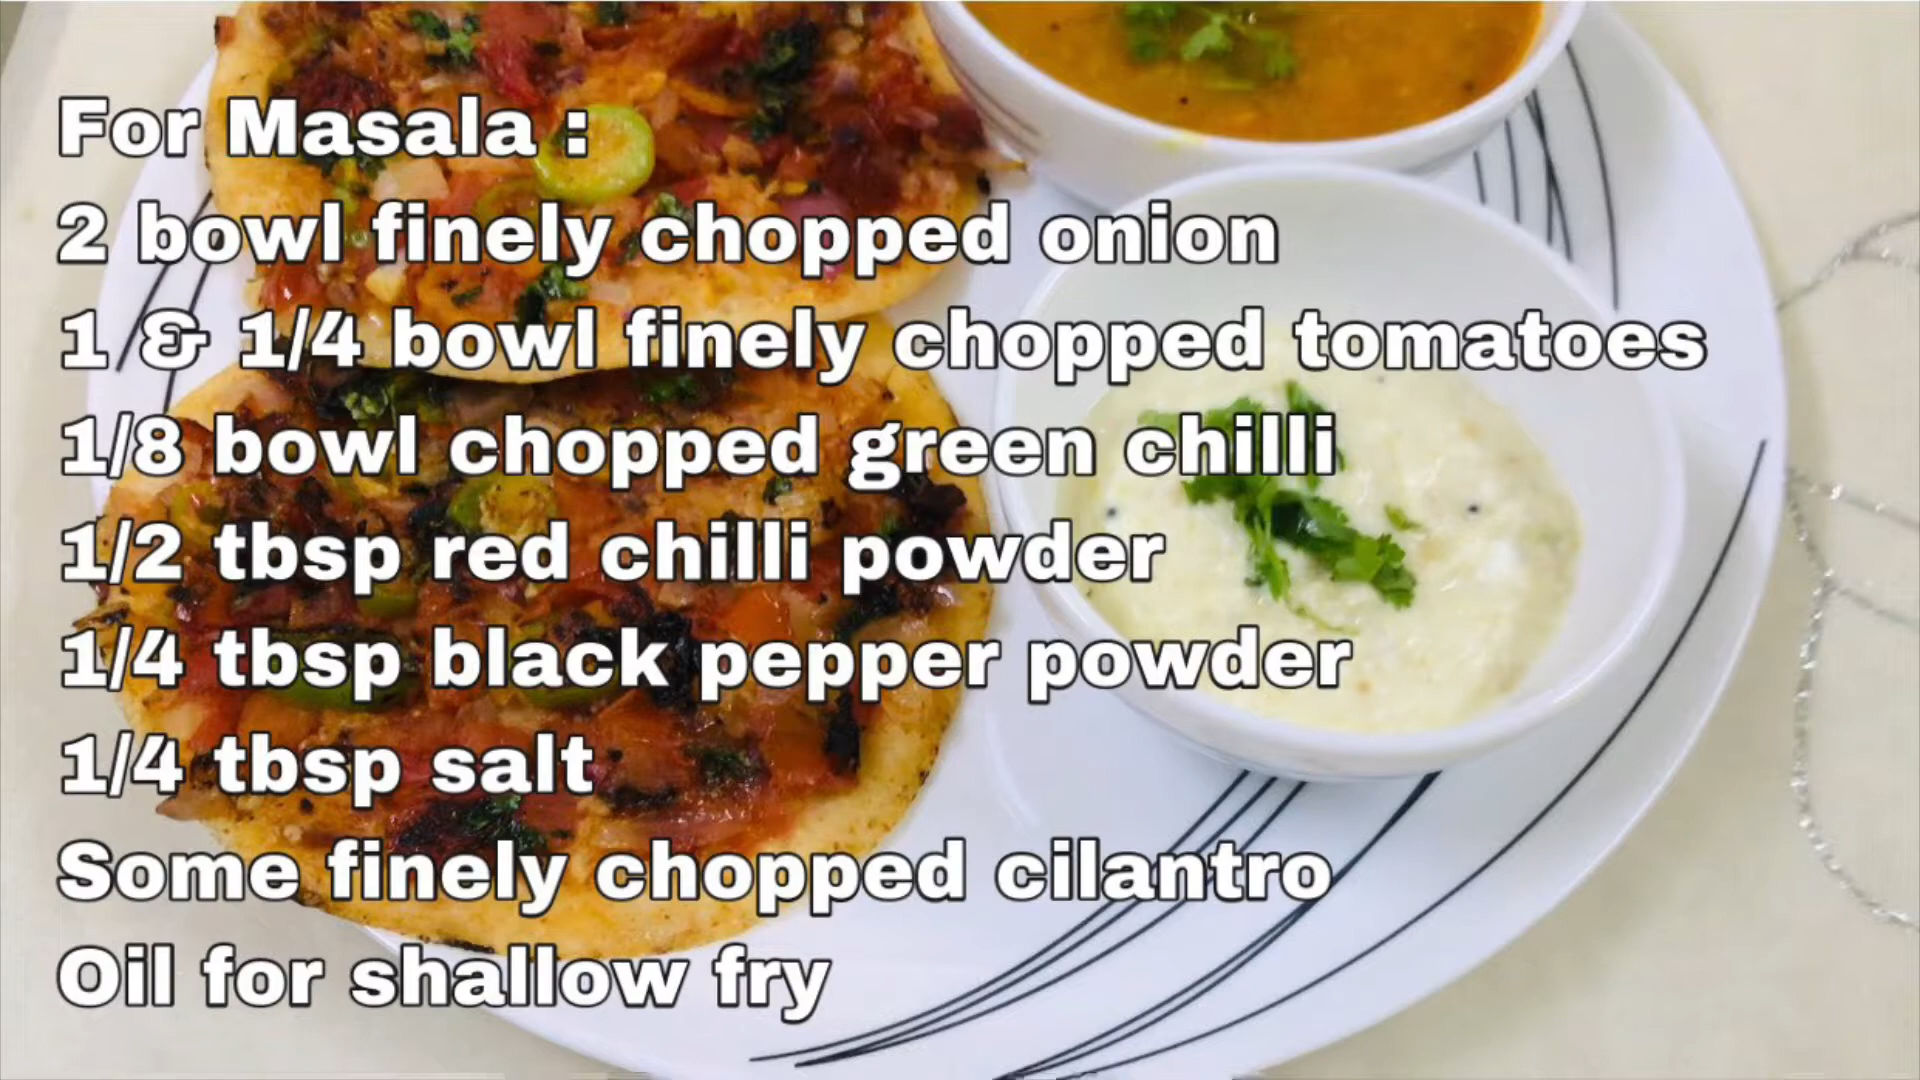 For Masala :
2 bowl finely chopped onion
1 & 1/4 bowl finely chopped tomatoes
1/8 bowl chopped green chilli
1/2 tbsp red chilli powder
1/4 tbsp black pepper powder
1/4 tbsp salt
Some finely chopped cilantro
Oil for shallow fry